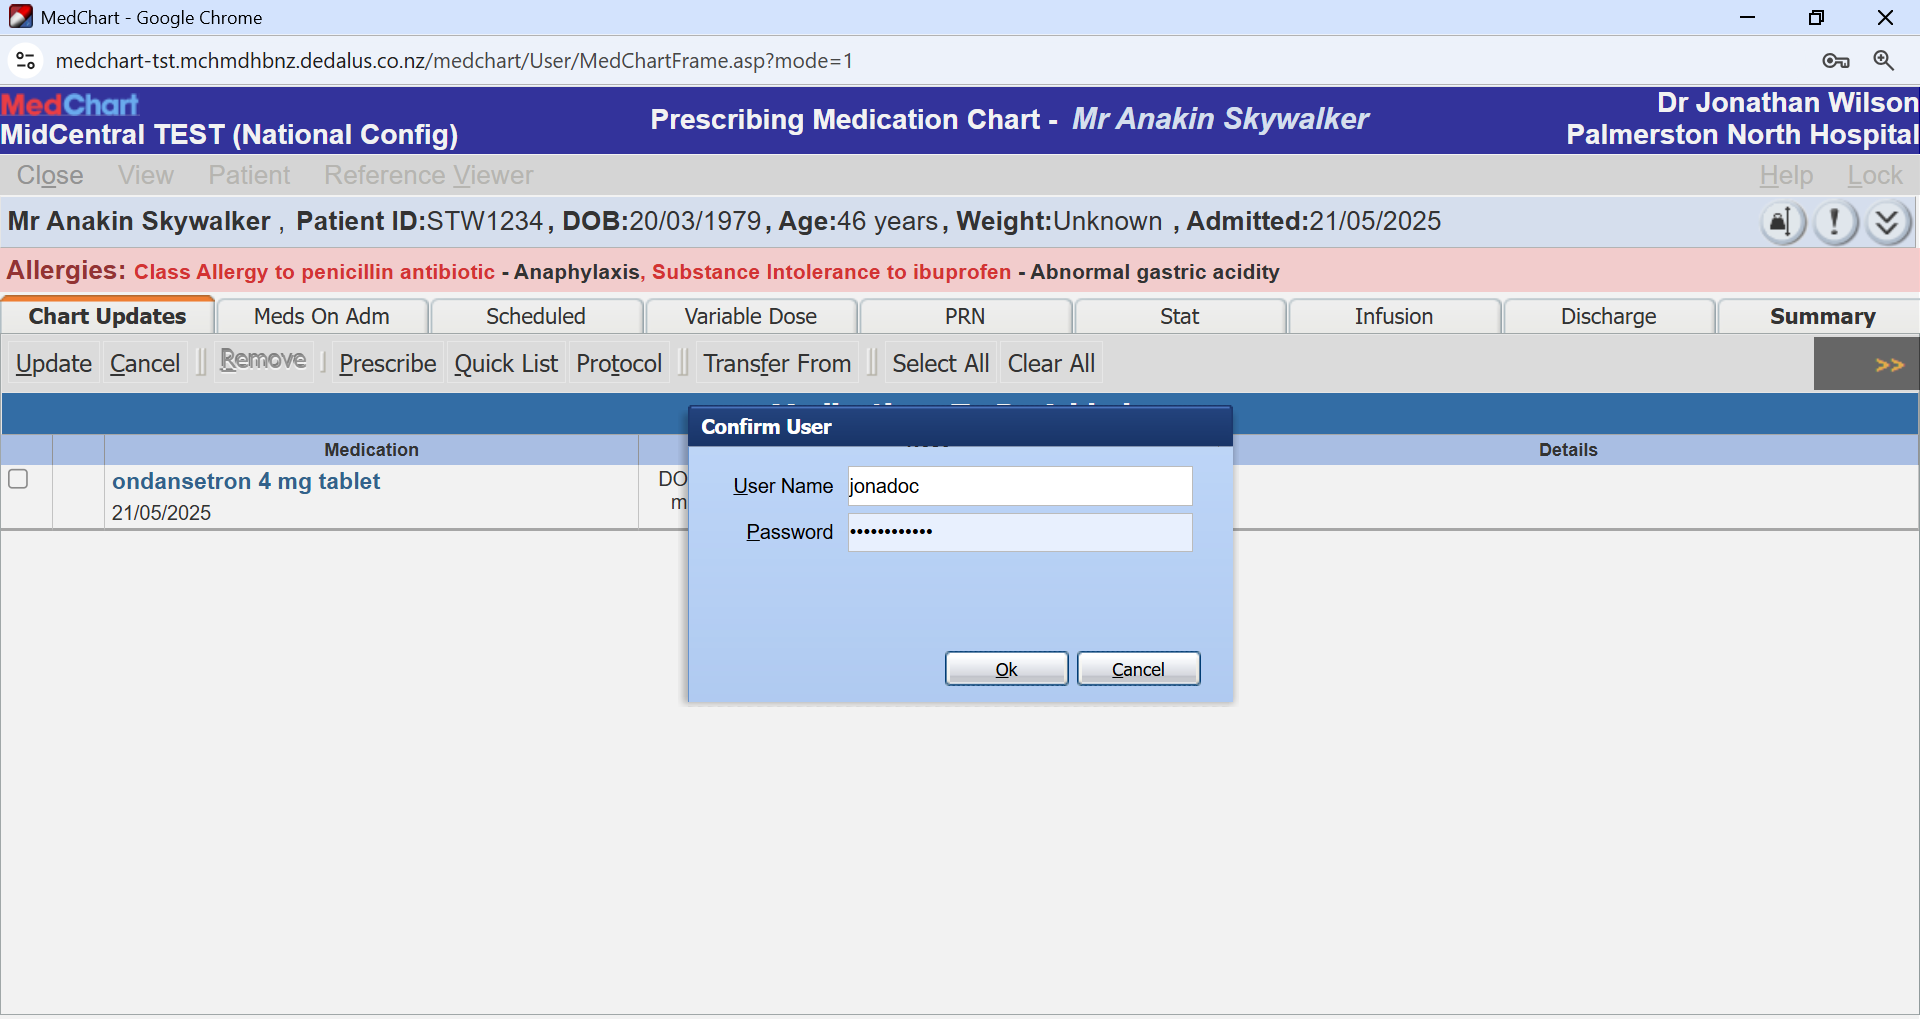 MedChart - Google Chrome
medchart-tst.mchmdhbnz.dedalus.co.nz/medchart/User/MedChartFrame.asp?mode=1
MedChart
MidCentral TEST (National Config)
Prescribing Medication Chart - Mr Anakin Skywalker
Dr Jonathan Wilson
Palmerston North Hospital
Close View Patient Reference Viewer Help Lock
Mr Anakin Skywalker , Patient ID:STW1234, DOB:20/03/1979, Age:46 years, Weight:Unknown , Admitted:21/05/2025
Allergies: Class Allergy to penicillin antibiotic - Anaphylaxis, Substance Intolerance to ibuprofen - Abnormal gastric acidity
Chart Updates Meds On Adm Scheduled Variable Dose PRN Stat Infusion Discharge Summary
Update Cancel Remove Prescribe Quick List Protocol Transfer From Select All Clear All >>
Medication Details
ondansetron 4 mg tablet
21/05/2025
DO
m
Confirm User
User Name jonadoc
Password ••••••••••••
Ok Cancel